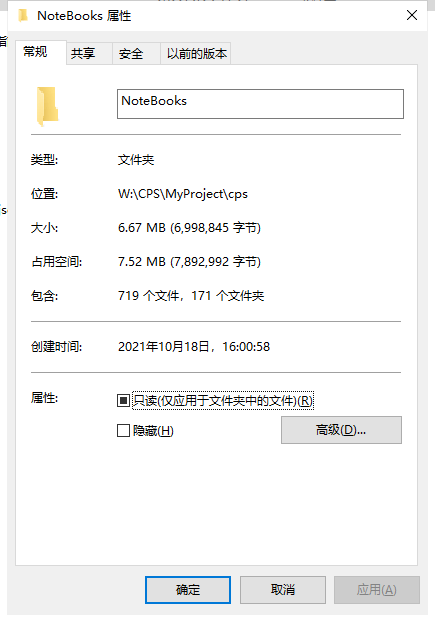 NoteBooks 属性
常规
共享
安全
以前的版本
NoteBooks
类型: 文件夹
位置: W:\CPS\MyProject\cps
大小: 6.67 MB (6,998,845 字节)
占用空间: 7.52 MB (7,892,992 字节)
包含: 719 个文件，171 个文件夹
创建时间: 2021年10月18日，16:00:58
属性: 只读(仅应用于文件夹中的文件)(R)
隐藏(H)
高级(D)...
确定
取消
应用(A)